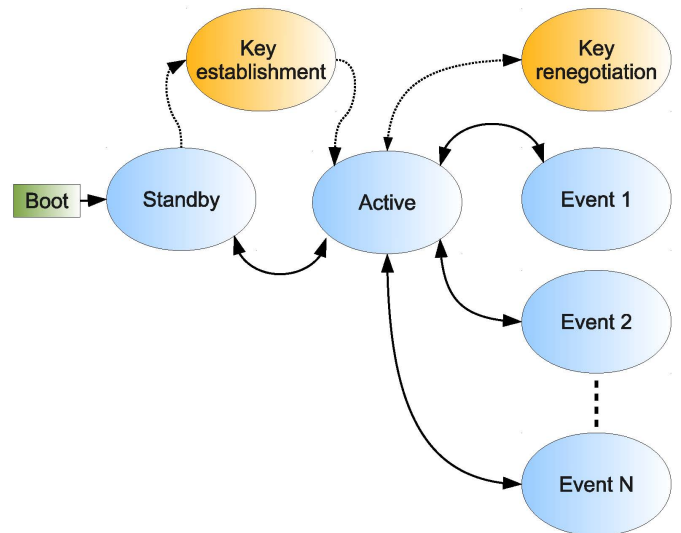 Key
establishment
Key
renegotiation
Boot
Standby
Active
Event 1
Event 2
Event N